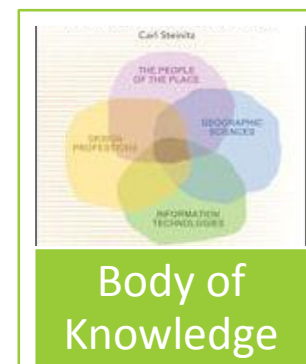 Carl Steinitz
THE PEOPLE
OF THE PLACE
GEOGRAPHIC
SCIENCES
DESIGN
PROFESSIONS
INFORMATION
TECHNOLOGIES
Body of
Knowledge